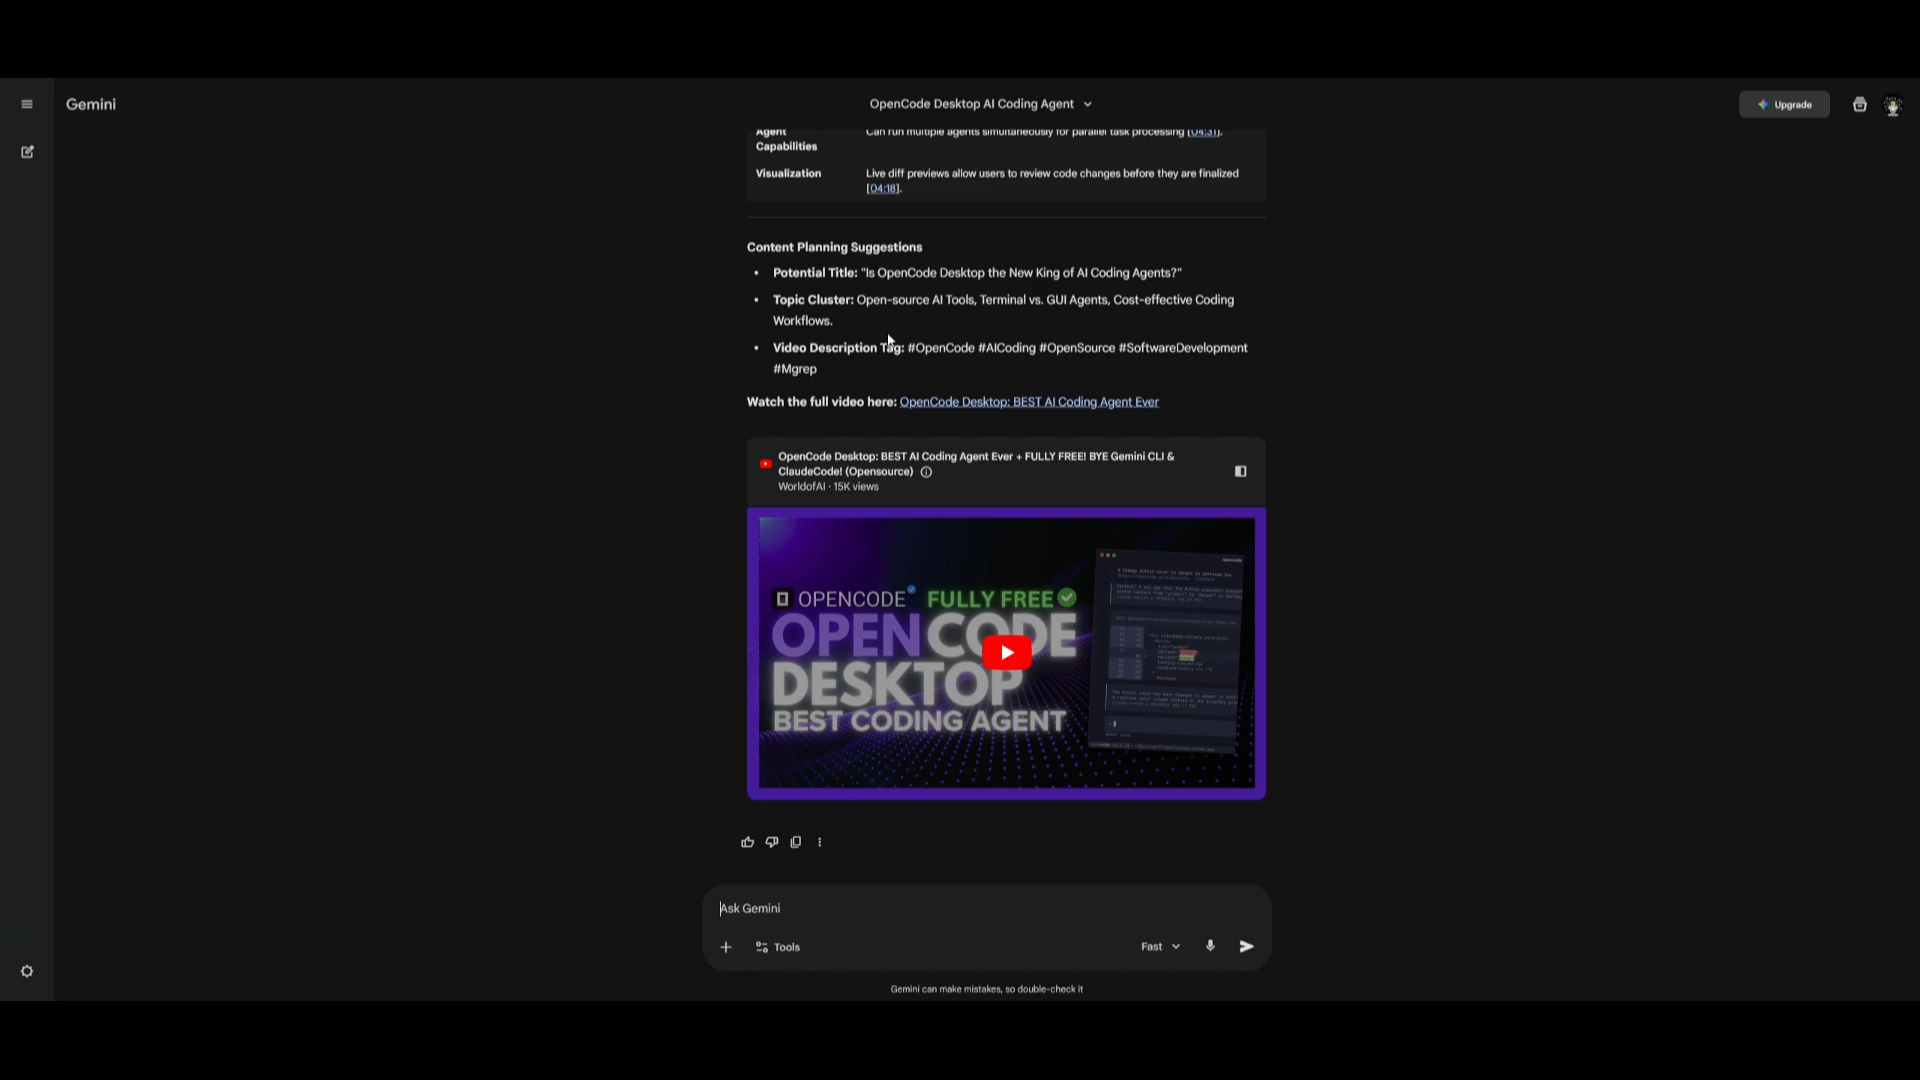 Gemini
OpenCode Desktop AI Coding Agent
Upgrade
Agent
Capabilities
Can run multiple agents simultaneously for parallel task processing [04:31].
Visualization
Live diff previews allow users to review code changes before they are finalized
[04:18].
Content Planning Suggestions
• Potential Title: "Is OpenCode Desktop the New King of AI Coding Agents?"
• Topic Cluster: Open-source AI Tools, Terminal vs. GUI Agents, Cost-effective Coding
Workflows.
• Video Description Tag: #OpenCode #AICoding #OpenSource #SoftwareDevelopment
#Mgrep
Watch the full video here: OpenCode Desktop: BEST AI Coding Agent Ever
OpenCode Desktop: BEST AI Coding Agent Ever + FULLY FREE! BYE Gemini CLI &
ClaudeCode! (Opensource)
WorldofAI · 15K views
OPENCODE FULLY FREE
OPENCODE
DESKTOP
BEST CODING AGENT
Ask Gemini
Tools
Fast
Gemini can make mistakes, so double-check it